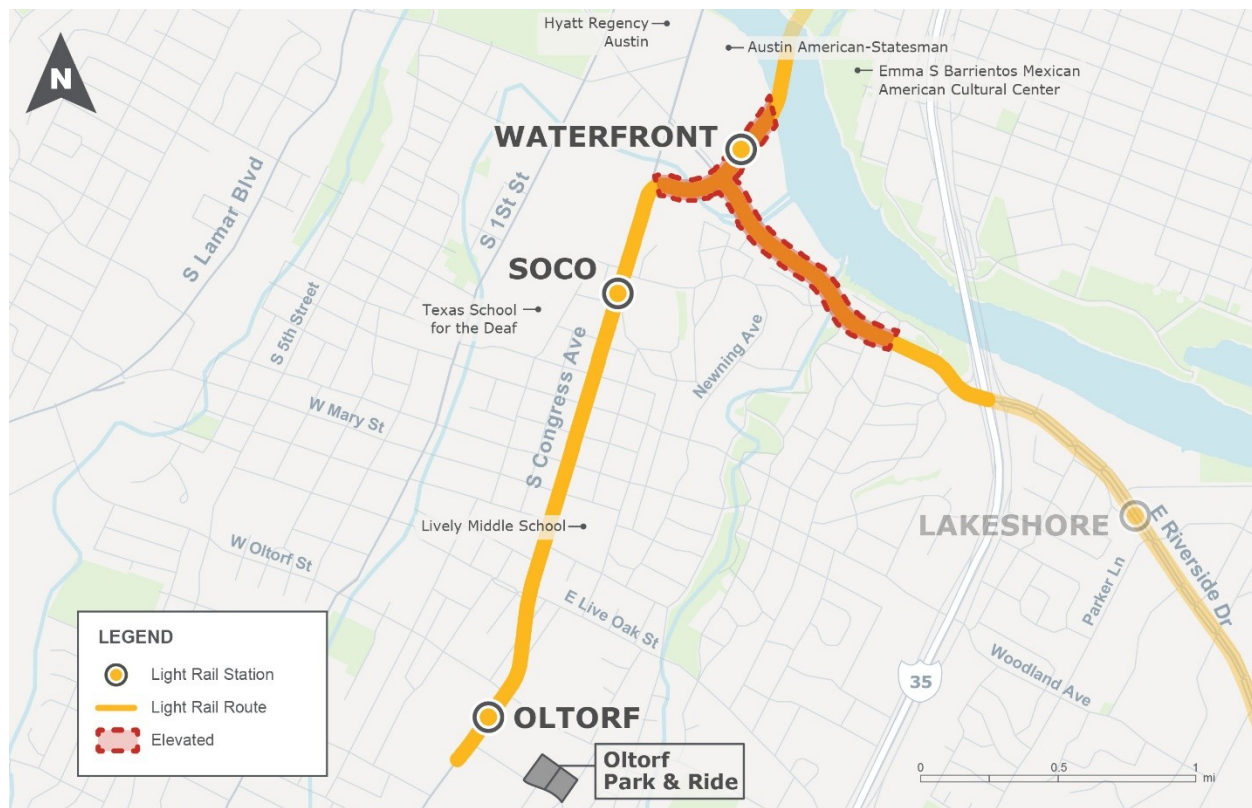 Hyatt Regency
Austin
Austin American-Statesman
Emma S Barrientos Mexican
American Cultural Center
N
WATERFRONT
S Lamar Blvd
S 1St St
SOCO
Texas School
for the Deaf
S 5th Street
Newning Ave
S Congress Ave
W Mary St
Lively Middle School
LAKESHORE
E Riverside Dr
Parker Ln
W Oltorf St
E Live Oak St
Woodland Ave
35
LEGEND
Light Rail Station
Light Rail Route
Elevated
OLTORF
Oltorf
Park & Ride
0
0.5
1
mi